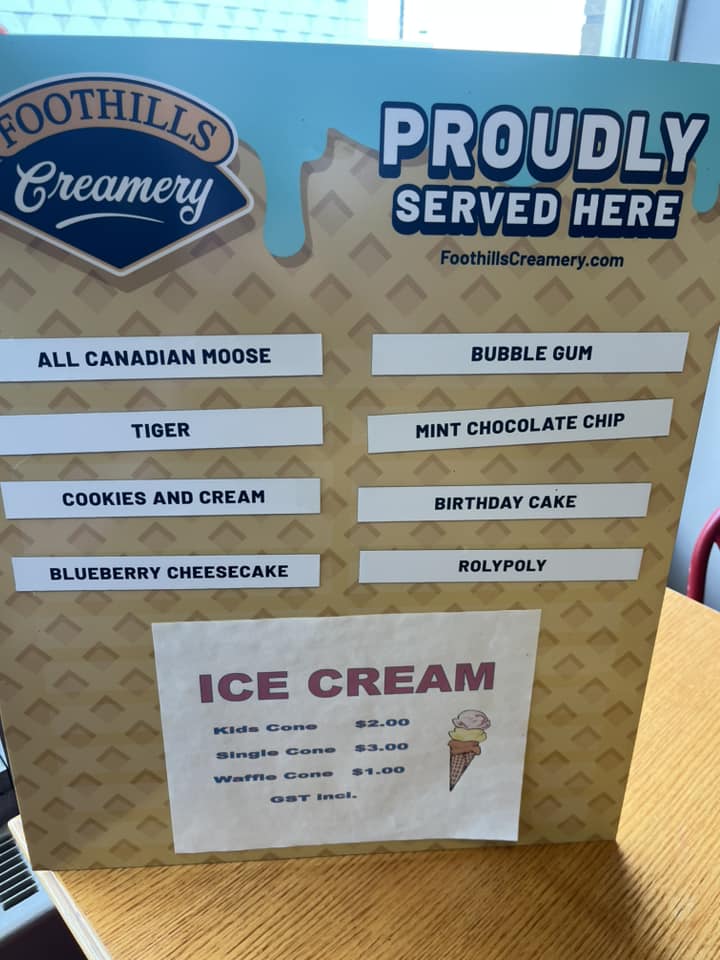 FOOTHILLS
Creamery
PROUDLY
SERVED HERE
FoothillsCreamery.com
ALL CANADIAN MOOSE
TIGER
COOKIES AND CREAM
BLUEBERRY CHEESECAKE
BUBBLE GUM
MINT CHOCOLATE CHIP
BIRTHDAY CAKE
ROLYPOLY
ICE CREAM
Kids Cone $2.00
Single Cone $3.00
Waffle Cone $1.00
GST Incl.